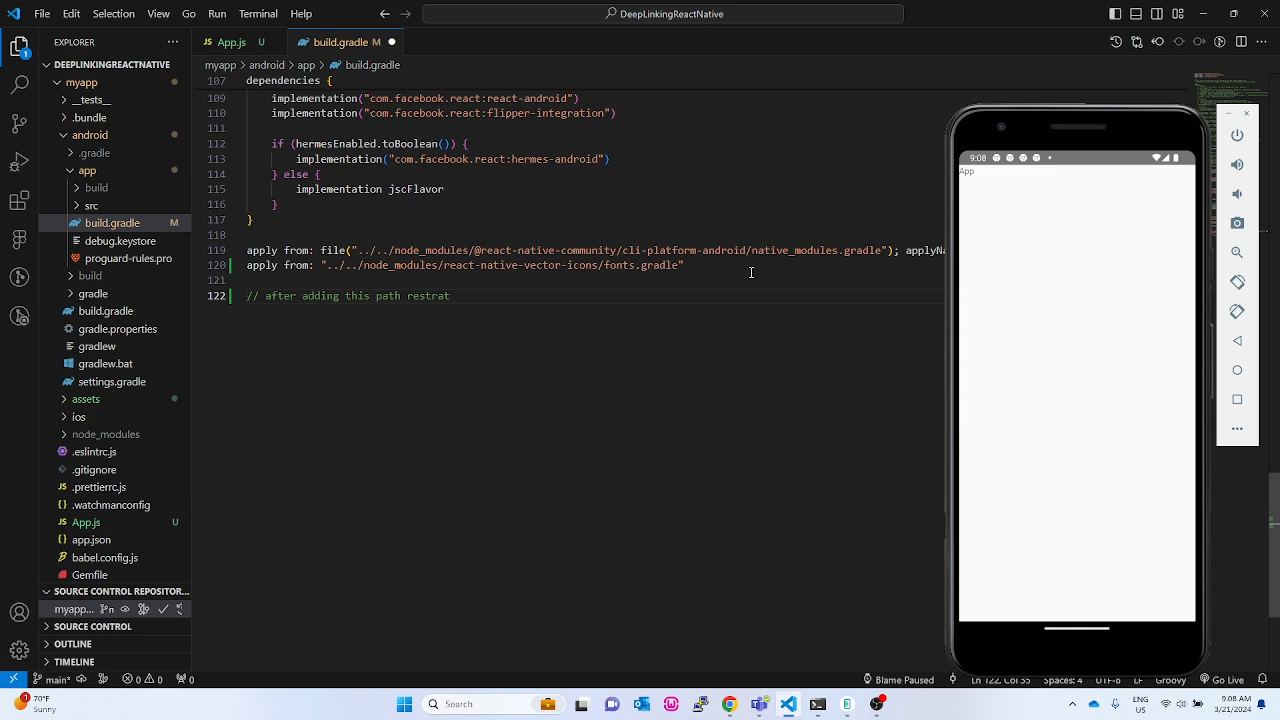 File Edit Selection View Go Run Terminal Help
DeepLinkingReactNative
EXPLORER
App.js U
build.gradle M
DEEPLINKINGREACTNATIVE
myapp > android > app > build.gradle
107 dependencies {
109 implementation("com.facebook.react:react-android")
110 implementation("com.facebook.react:flipper-integration")
111
112 if (hermesEnabled.toBoolean()) {
113 implementation("com.facebook.react:hermes-android")
114 } else {
115 implementation jscFlavor
116 }
117 }
118
119 apply from: file("../../node_modules/@react-native-community/cli-platform-android/native_modules.gradle"); applyNa
120 apply from: "../../node_modules/react-native-vector-icons/fonts.gradle"
121
122 // after adding this path restrat
myapp
__tests__
.bundle
android
.gradle
app
build
src
build.gradle M
debug.keystore
proguard-rules.pro
build
gradle
build.gradle
gradle.properties
gradlew
gradlew.bat
settings.gradle
assets
ios
node_modules
.eslintrc.js
.gitignore
.prettierrc.js
.watchmanconfig
App.js U
app.json
babel.config.js
Gemfile
SOURCE CONTROL REPOSITOR...
myapp...
SOURCE CONTROL
OUTLINE
TIMELINE
9:08
App
main* 0 0 0
Blame Paused
Ln 122, Col 35 Spaces: 4 UTF-8 LF Groovy Go Live
70°F
Sunny
Search
ENG
US
9:08 AM
3/21/2024